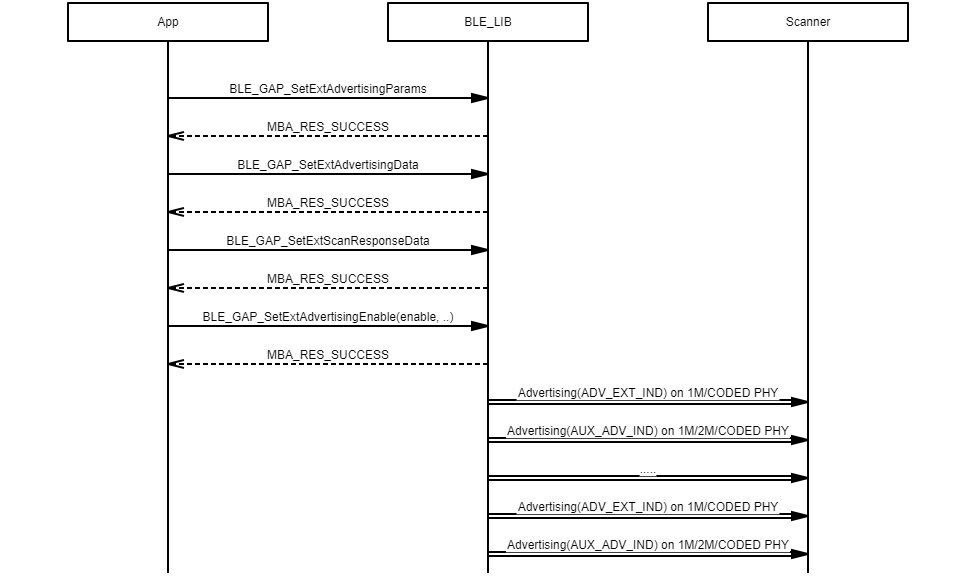 App
BLE_LIB
Scanner
BLE_GAP_SetExtAdvertisingParams
MBA_RES_SUCCESS
BLE_GAP_SetExtAdvertisingData
MBA_RES_SUCCESS
BLE_GAP_SetExtScanResponseData
MBA_RES_SUCCESS
BLE_GAP_SetExtAdvertisingEnable(enable, ..)
MBA_RES_SUCCESS
Advertising(ADV_EXT_IND) on 1M/CODED PHY
Advertising(AUX_ADV_IND) on 1M/2M/CODED PHY
.....
Advertising(ADV_EXT_IND) on 1M/CODED PHY
Advertising(AUX_ADV_IND) on 1M/2M/CODED PHY